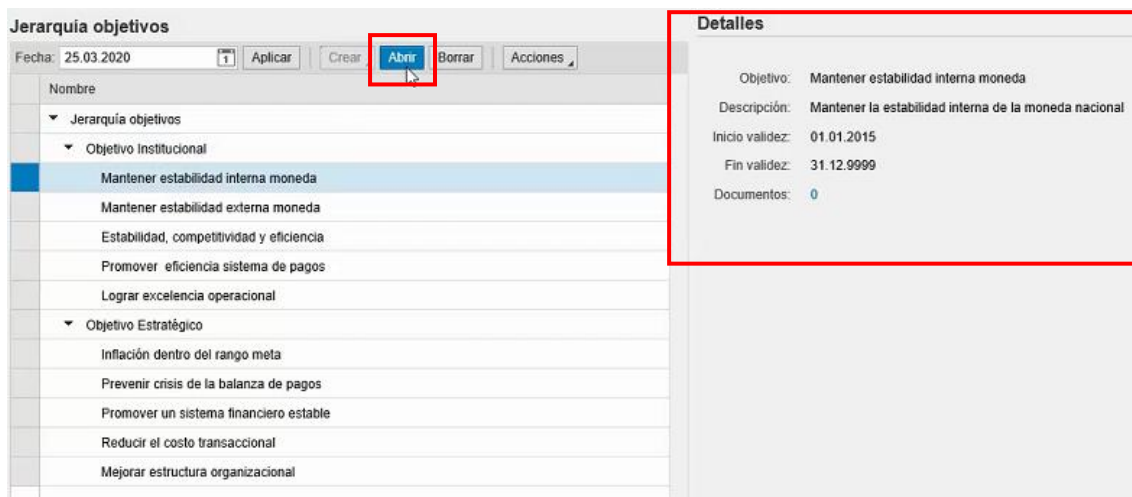 Jerarquía objetivos
Fecha: 25.03.2020 1 Aplicar Crear Abrir Borrar Acciones
Nombre
Jerarquía objetivos
Objetivo Institucional
Mantener estabilidad interna moneda
Mantener estabilidad externa moneda
Estabilidad, competitividad y eficiencia
Promover eficiencia sistema de pagos
Lograr excelencia operacional
Objetivo Estratégico
Inflación dentro del rango meta
Prevenir crisis de la balanza de pagos
Promover un sistema financiero estable
Reducir el costo transaccional
Mejorar estructura organizacional
Detalles
Objetivo: Mantener estabilidad interna moneda
Descripción: Mantener la estabilidad interna de la moneda nacional
Inicio validez: 01.01.2015
Fin validez: 31.12.9999
Documentos: 0